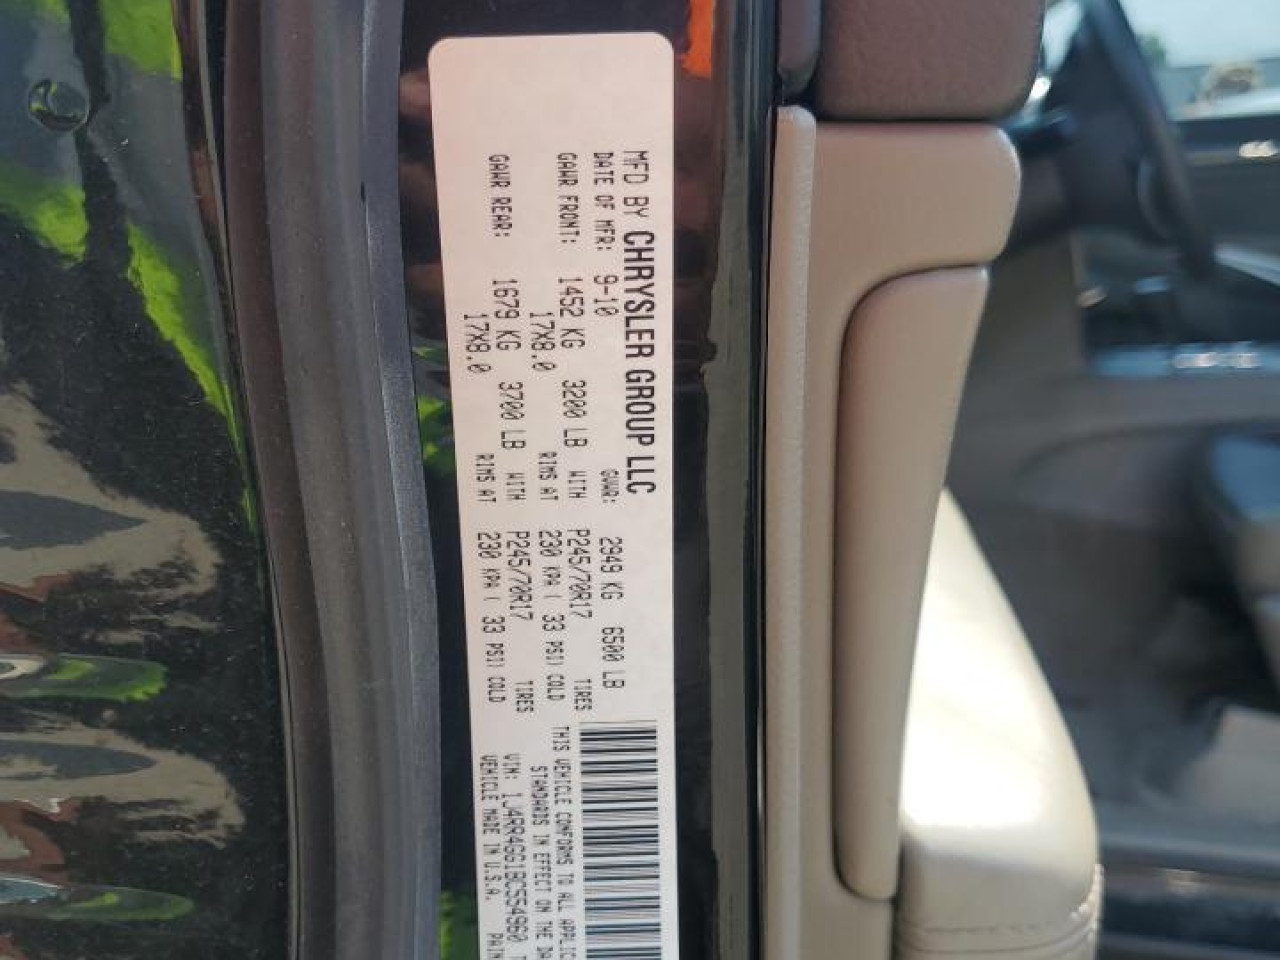 MFD BY CHRYSLER GROUP LLC
DATE OF MFR: 9-10 GVWR: 2949 KG 6500 LB
GAWR FRONT: 1452 KG 3200 LB WITH P245/70R17 TIRES
17X8.0 RIMS AT 230 KPA ( 33 PSI) COLD
GAWR REAR: 1679 KG 3700 LB WITH P245/70R17 TIRES
17X8.0 RIMS AT 230 KPA ( 33 PSI) COLD
THIS VEHICLE CONFORMS TO ALL APPLIC
STANDARDS IN EFFECT ON THE DA
VIN: 1J4RR4GG1BC554960 T
VEHICLE MADE IN U.S.A. PAIN